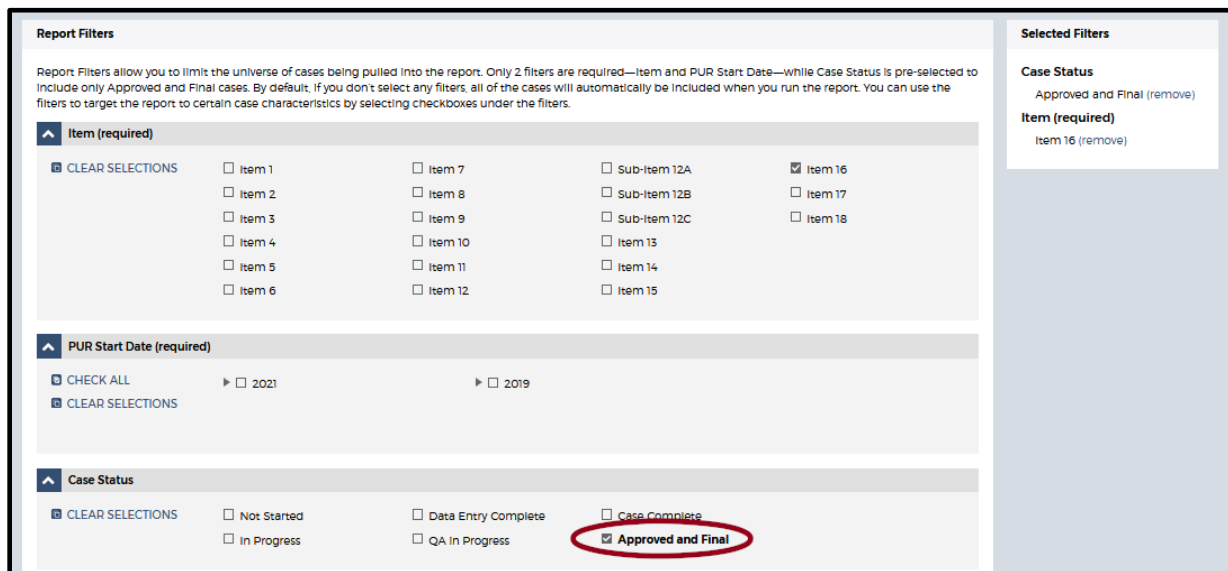 Report Filters
Report Filters allow you to limit the universe of cases being pulled into the report. Only 2 filters are required—Item and PUR Start Date—while Case Status is pre-selected to
include only Approved and Final cases. By default, if you don't select any filters, all of the cases will automatically be included when you run the report. You can use the
filters to target the report to certain case characteristics by selecting checkboxes under the filters.
Item (required)
CLEAR SELECTIONS Item 1 Item 7 Sub-Item 12A Item 16
Item 2 Item 8 Sub-Item 12B Item 17
Item 3 Item 9 Sub-Item 12C Item 18
Item 4 Item 10 Item 13
Item 5 Item 11 Item 14
Item 6 Item 12 Item 15
PUR Start Date (required)
CHECK ALL 2021 2019
CLEAR SELECTIONS
Case Status
CLEAR SELECTIONS Not Started Data Entry Complete Case Complete
In Progress QA In Progress Approved and Final
Selected Filters
Case Status
Approved and Final (remove)
Item (required)
Item 16 (remove)